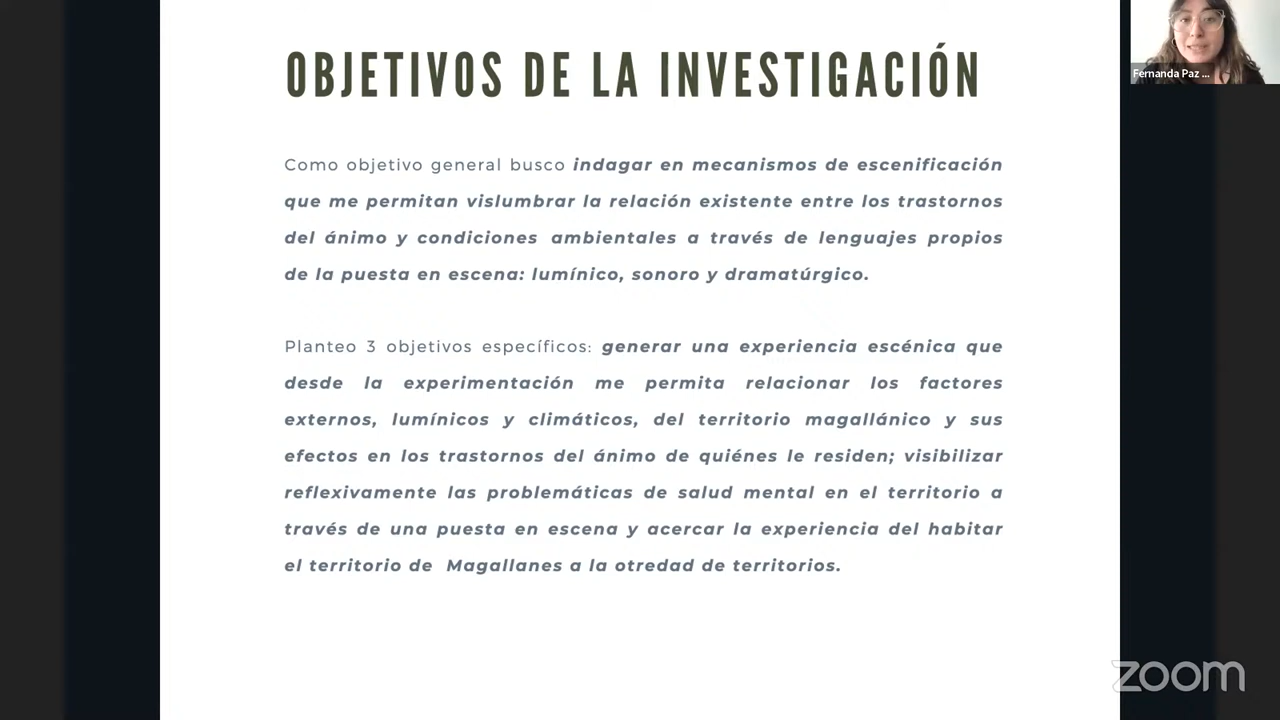 OBJETIVOS DE LA INVESTIGACIÓN
Fernanda Paz ...
Como objetivo general busco indagar en mecanismos de escenificación
que me permitan vislumbrar la relación existente entre los trastornos
del ánimo y condiciones ambientales a través de lenguajes propios
de la puesta en escena: lumínico, sonoro y dramatúrgico.
Planteo 3 objetivos específicos: generar una experiencia escénica que
desde la experimentación me permita relacionar los factores
externos, lumínicos y climáticos, del territorio magallánico y sus
efectos en los trastornos del ánimo de quiénes le residen; visibilizar
reflexivamente las problemáticas de salud mental en el territorio a
través de una puesta en escena y acercar la experiencia del habitar
el territorio de Magallanes a la otredad de territorios.
zoom